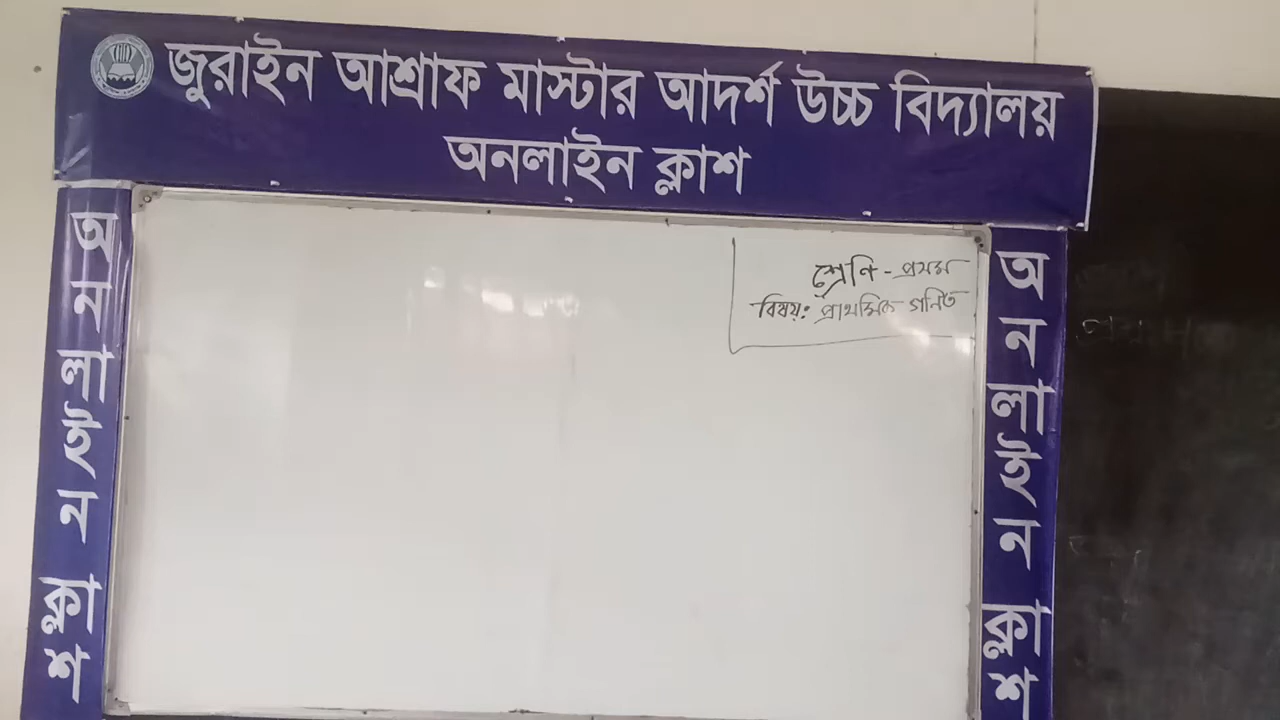 জুরাইন আশ্রাফ মাস্টার আদর্শ উচ্চ বিদ্যালয়
অনলাইন ক্লাশ
অনলাইন ক্লাশ
শ্রেণি - প্রথম
বিষয়: প্রাথমিক গনিত
অনলাইন ক্লাশ